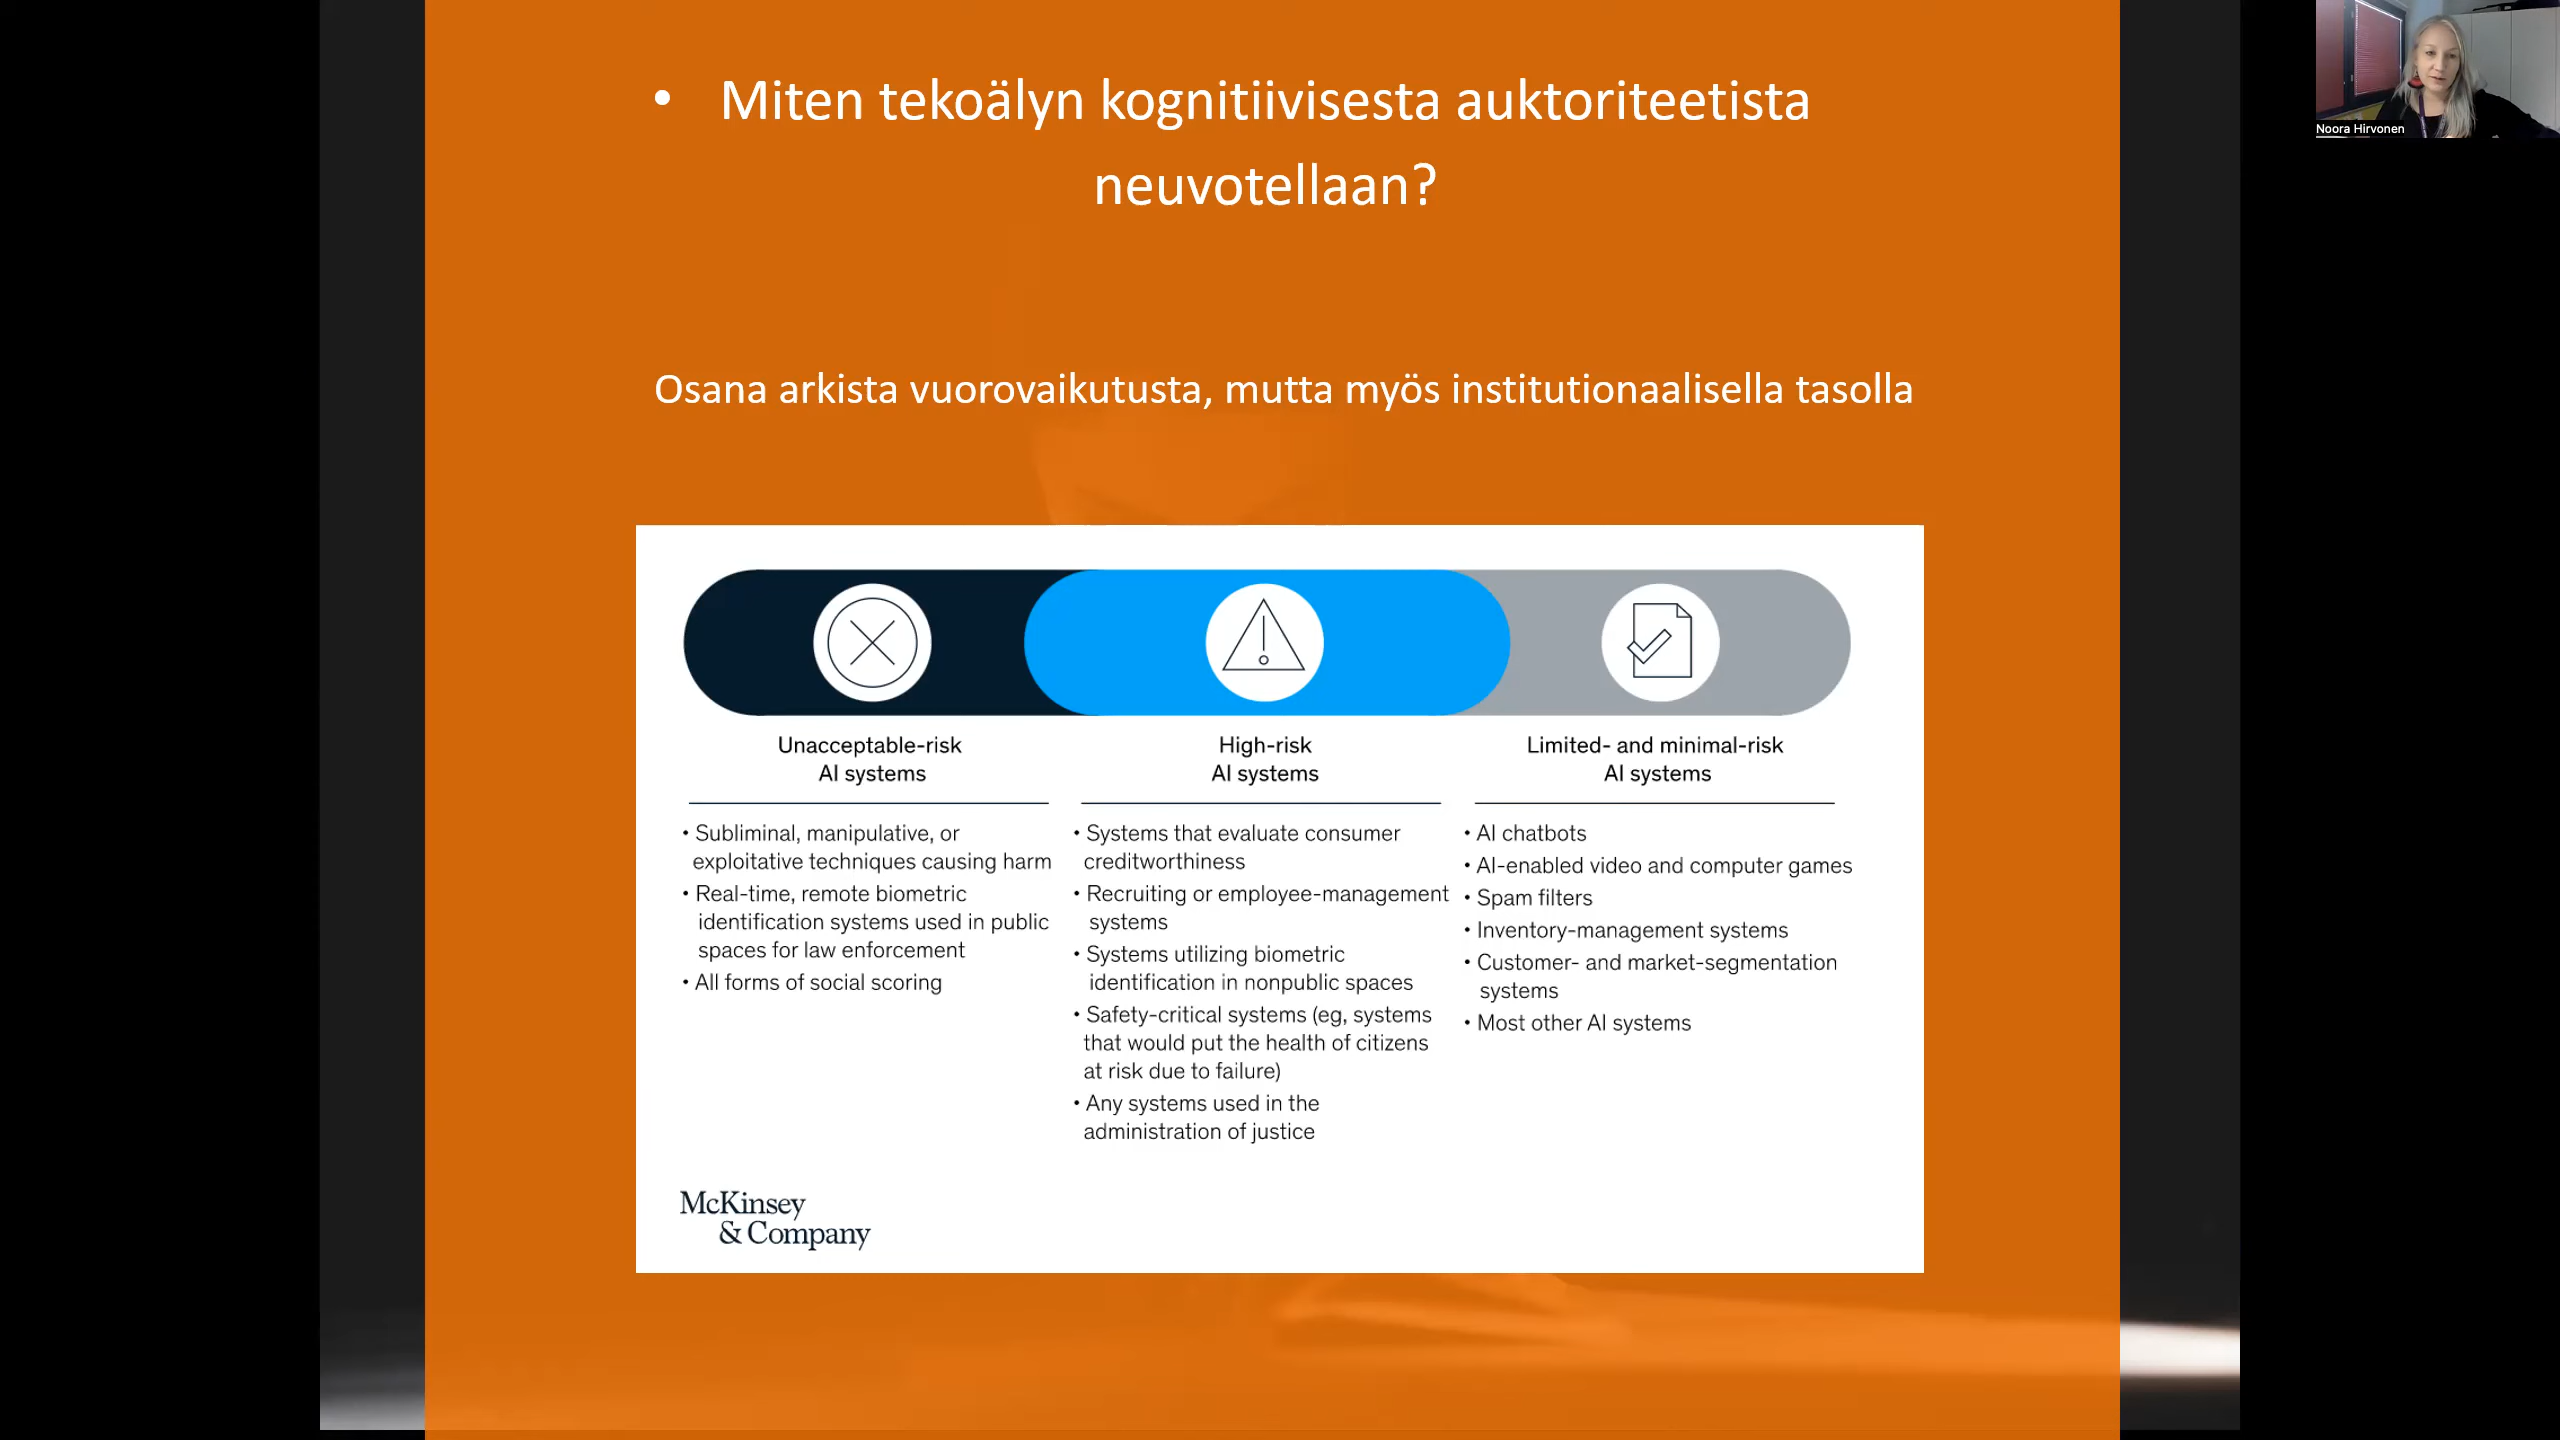 • Miten tekoälyn kognitiivisesta auktoriteetista
neuvotellaan?
Noora Hirvonen
Osana arkista vuorovaikutusta, mutta myös institutionaalisella tasolla
Unacceptable-risk
AI systems
• Subliminal, manipulative, or
exploitative techniques causing harm
• Real-time, remote biometric
identification systems used in public
spaces for law enforcement
• All forms of social scoring
High-risk
AI systems
• Systems that evaluate consumer
creditworthiness
• Recruiting or employee-management
systems
• Systems utilizing biometric
identification in nonpublic spaces
• Safety-critical systems (eg, systems
that would put the health of citizens
at risk due to failure)
• Any systems used in the
administration of justice
Limited- and minimal-risk
AI systems
• AI chatbots
• AI-enabled video and computer games
• Spam filters
• Inventory-management systems
• Customer- and market-segmentation
systems
• Most other AI systems
McKinsey
& Company